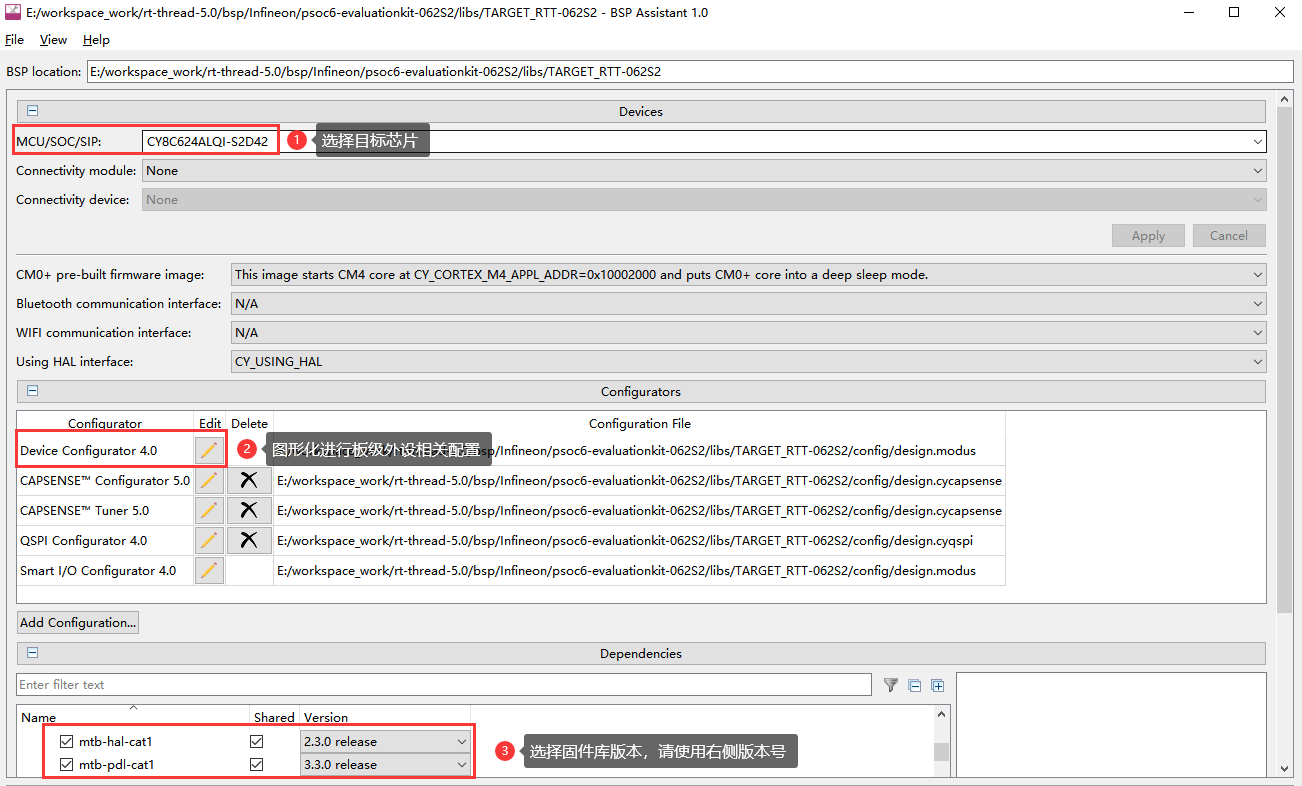 E:/workspace_work/rt-thread-5.0/bsp/Infineon/psoc6-evaluationkit-062S2/libs/TARGET_RTT-062S2 - BSP Assistant 1.0
File View Help
BSP location: E:/workspace_work/rt-thread-5.0/bsp/Infineon/psoc6-evaluationkit-062S2/libs/TARGET_RTT-062S2
Devices
MCU/SOC/SIP: CY8C624ALQI-S2D42 1 选择目标芯片
Connectivity module: None
Connectivity device: None
Apply Cancel
CM0+ pre-built firmware image: This image starts CM4 core at CY_CORTEX_M4_APPL_ADDR=0x10002000 and puts CM0+ core into a deep sleep mode.
Bluetooth communication interface: N/A
WIFI communication interface: N/A
Using HAL interface: CY_USING_HAL
Configurators
Configurator Edit Delete Configuration File
Device Configurator 4.0 2 图形化进行板级外设相关配置 bsp/Infineon/psoc6-evaluationkit-062S2/libs/TARGET_RTT-062S2/config/design.modus
CAPSENSE™ Configurator 5.0 E:/workspace_work/rt-thread-5.0/bsp/Infineon/psoc6-evaluationkit-062S2/libs/TARGET_RTT-062S2/config/design.cycapsense
CAPSENSE™ Tuner 5.0 E:/workspace_work/rt-thread-5.0/bsp/Infineon/psoc6-evaluationkit-062S2/libs/TARGET_RTT-062S2/config/design.cycapsense
QSPI Configurator 4.0 E:/workspace_work/rt-thread-5.0/bsp/Infineon/psoc6-evaluationkit-062S2/libs/TARGET_RTT-062S2/config/design.cyqspi
Smart I/O Configurator 4.0 E:/workspace_work/rt-thread-5.0/bsp/Infineon/psoc6-evaluationkit-062S2/libs/TARGET_RTT-062S2/config/design.modus
Add Configuration...
Dependencies
Enter filter text
Name Shared Version
mtb-hal-cat1 2.3.0 release
3 选择固件库版本，请使用右侧版本号
mtb-pdl-cat1 3.3.0 release